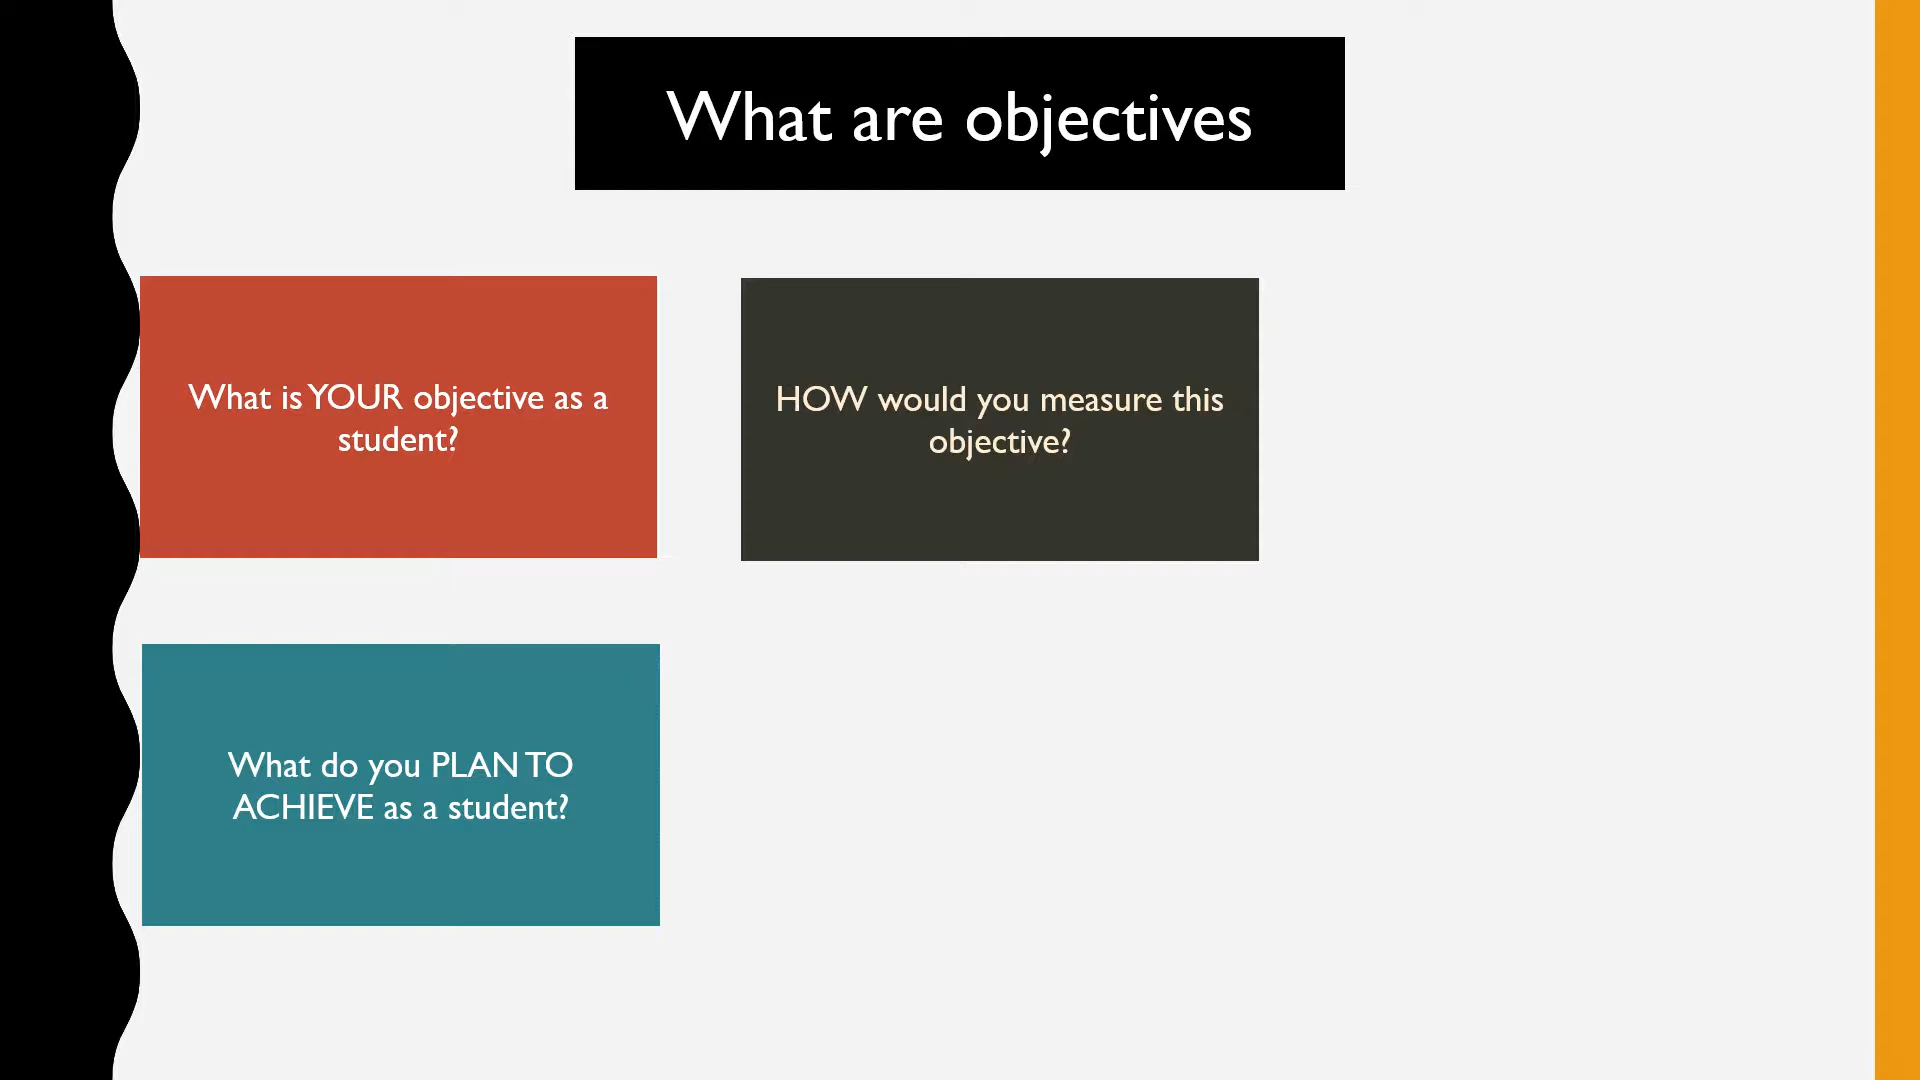 What are objectives
What is YOUR objective as a
student?
HOW would you measure this
objective?
What do you PLAN TO
ACHIEVE as a student?